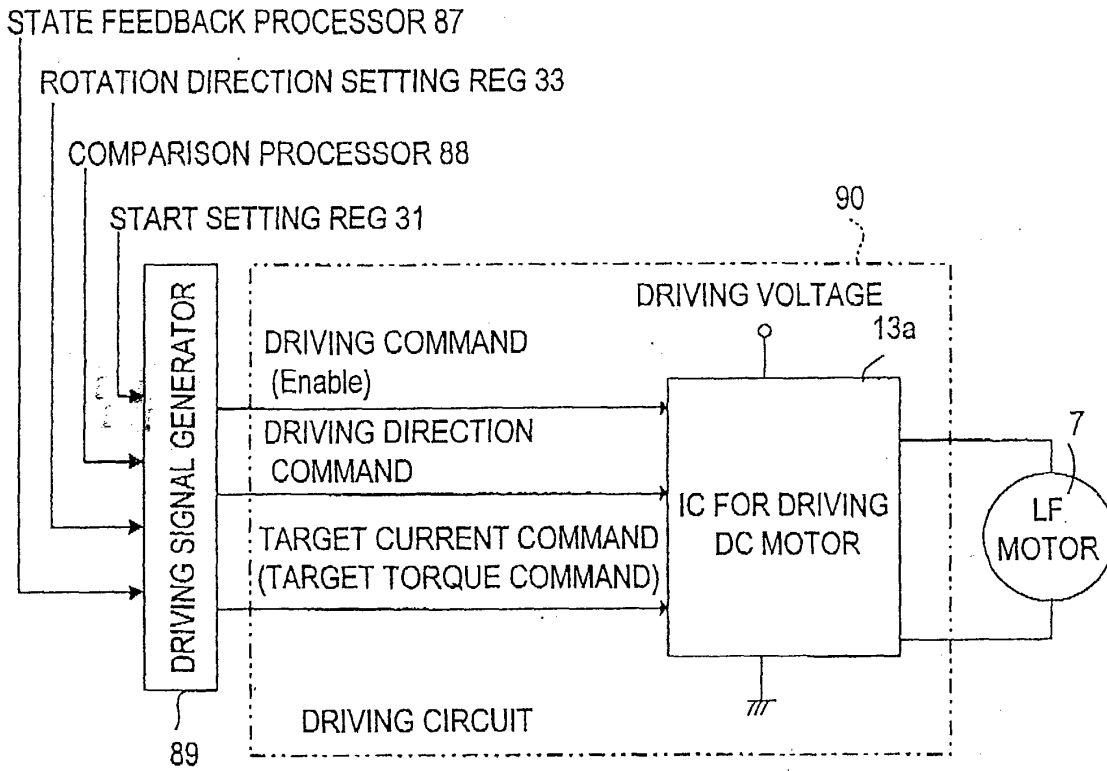 STATE FEEDBACK PROCESSOR 87
ROTATION DIRECTION SETTING REG 33
COMPARISON PROCESSOR 88
START SETTING REG 31
90
DRIVING VOLTAGE
13a
DRIVING SIGNAL GENERATOR
DRIVING COMMAND
(Enable)
DRIVING DIRECTION
COMMAND
TARGET CURRENT COMMAND
(TARGET TORQUE COMMAND)
IC FOR DRIVING
DC MOTOR
7
LF
MOTOR
DRIVING CIRCUIT
89